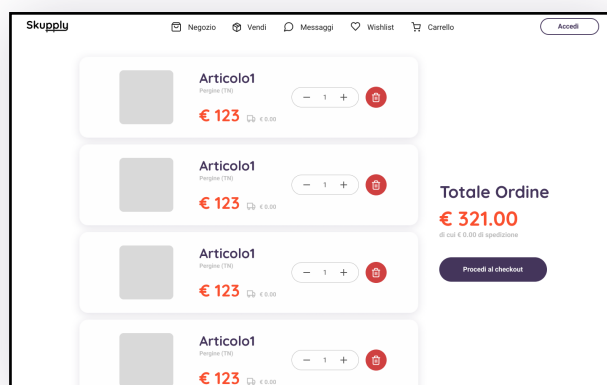 Skupply
Negozio
Vendi
Messaggi
Wishlist
Carrello
Accedi
Articolo1
Pergine (TN)
€ 123
€ 0.00
1
Articolo1
Pergine (TN)
€ 123
€ 0.00
1
Articolo1
Pergine (TN)
€ 123
€ 0.00
1
Articolo1
Pergine (TN)
€ 123
€ 0.00
1
Totale Ordine
€ 321.00
di cui € 0.00 di spedizione
Procedi al checkout